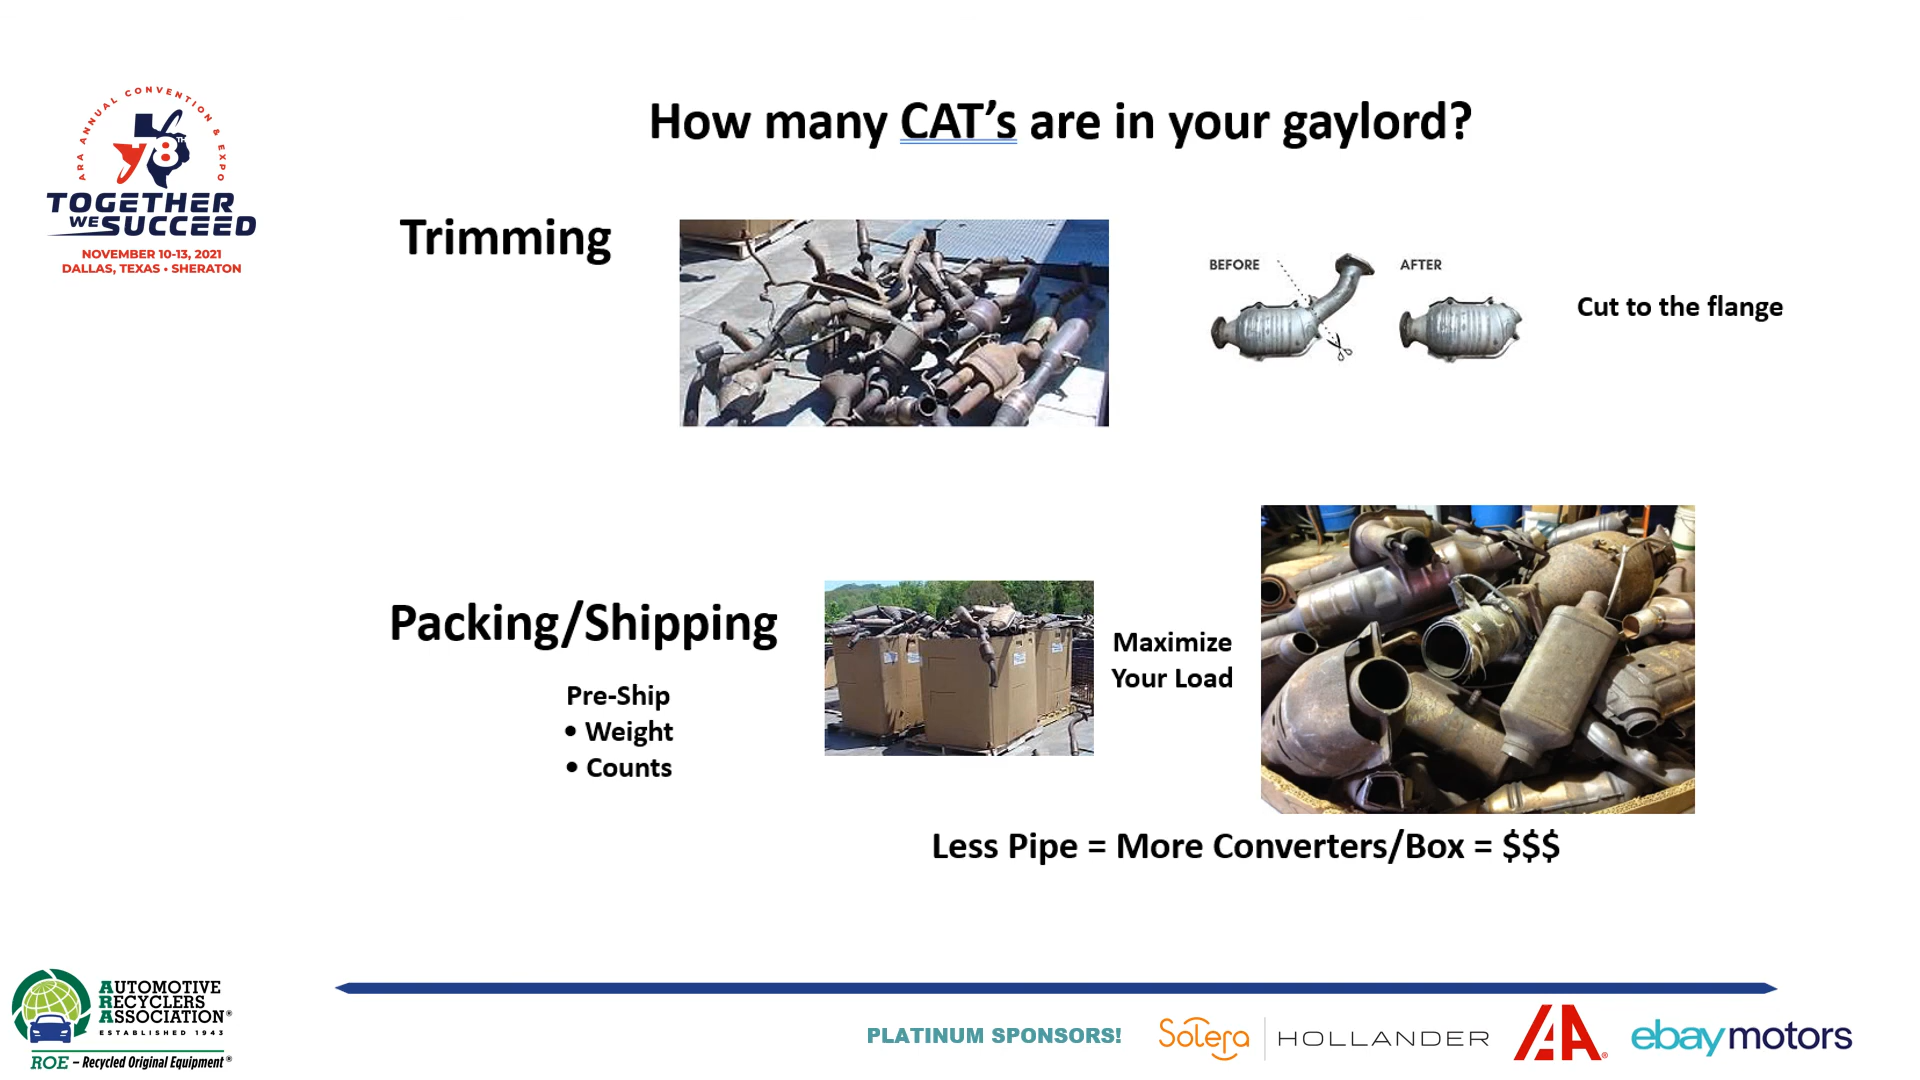 ARA ANNUAL CONVENTION & EXPO
78TH
TOGETHER
WE SUCCEED
NOVEMBER 10-13, 2021
DALLAS, TEXAS • SHERATON
How many CAT’s are in your gaylord?
Trimming
BEFORE
AFTER
Cut to the flange
Packing/Shipping
Pre-Ship
• Weight
• Counts
Maximize
Your Load
Less Pipe = More Converters/Box = $$$
AUTOMOTIVE
RECYCLERS
ASSOCIATION®
ESTABLISHED 1943
ROE – Recycled Original Equipment®
PLATINUM SPONSORS!
Solera
HOLLANDER
IAA®
ebay motors